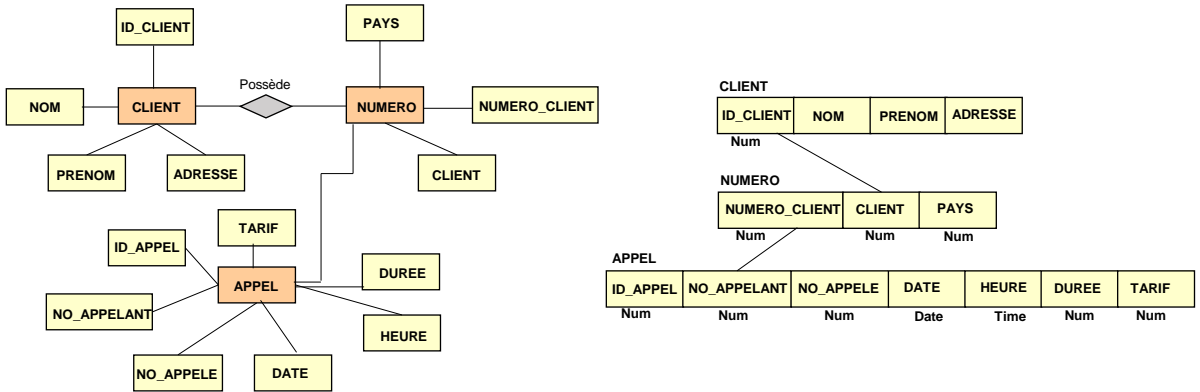 ID_CLIENT
PAYS
Possède
NOM
CLIENT
NUMERO
NUMERO_CLIENT
PRENOM
ADRESSE
CLIENT
TARIF
ID_APPEL
DUREE
APPEL
NO_APPELANT
HEURE
NO_APPELE
DATE
CLIENT
ID_CLIENT NOM PRENOM ADRESSE
Num
NUMERO
NUMERO_CLIENT CLIENT PAYS
Num Num Num
APPEL
ID_APPEL NO_APPELANT NO_APPELE DATE HEURE DUREE TARIF
Num Num Num Date Time Num Num